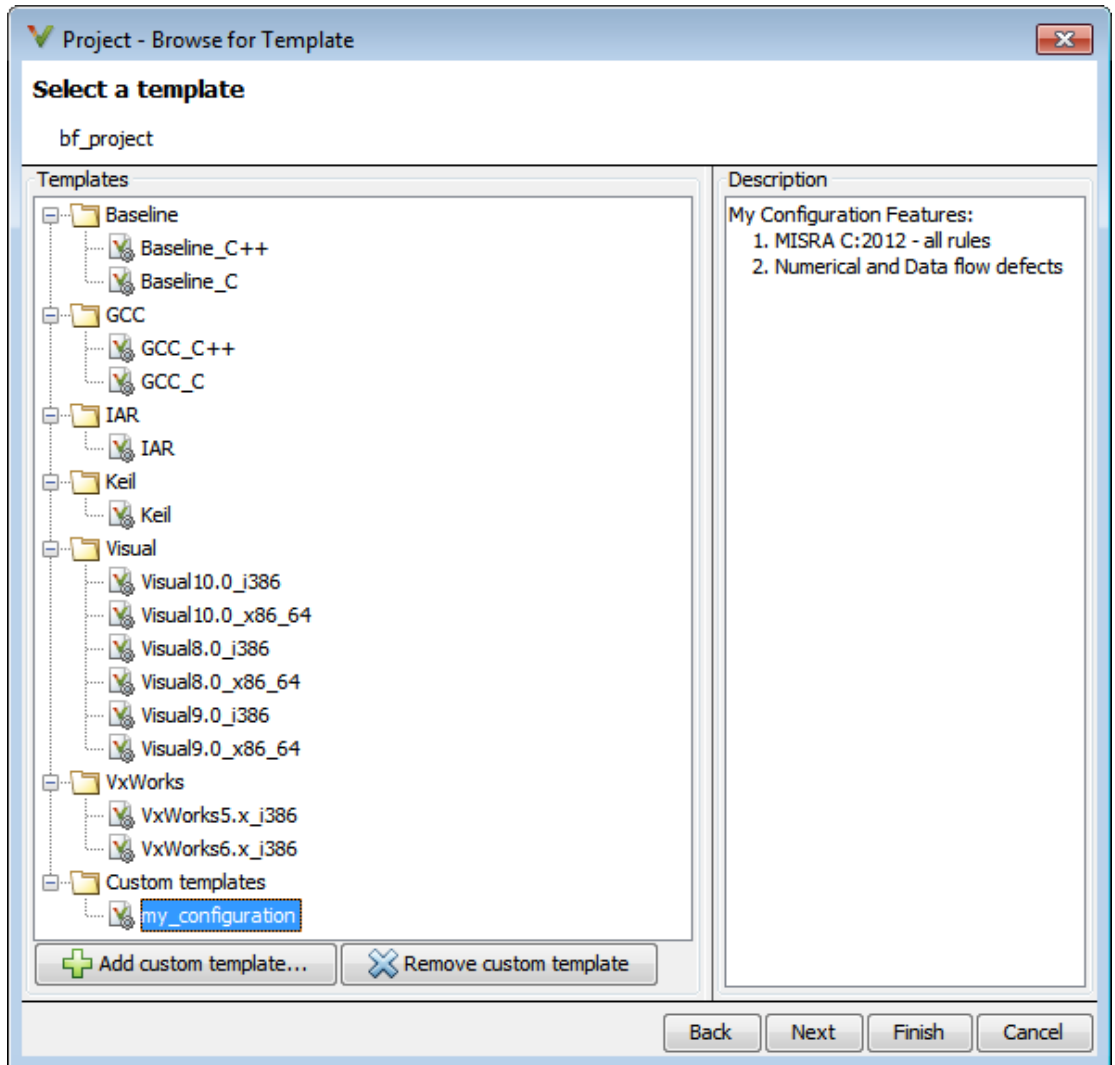 Project - Browse for Template
Select a template
bf_project
Templates
Baseline
Baseline_C++
Baseline_C
GCC
GCC_C++
GCC_C
IAR
IAR
Keil
Keil
Visual
Visual10.0_i386
Visual10.0_x86_64
Visual8.0_i386
Visual8.0_x86_64
Visual9.0_i386
Visual9.0_x86_64
VxWorks
VxWorks5.x_i386
VxWorks6.x_i386
Custom templates
my_configuration
Add custom template...
Remove custom template
Description
My Configuration Features:
1. MISRA C:2012 - all rules
2. Numerical and Data flow defects
Back
Next
Finish
Cancel